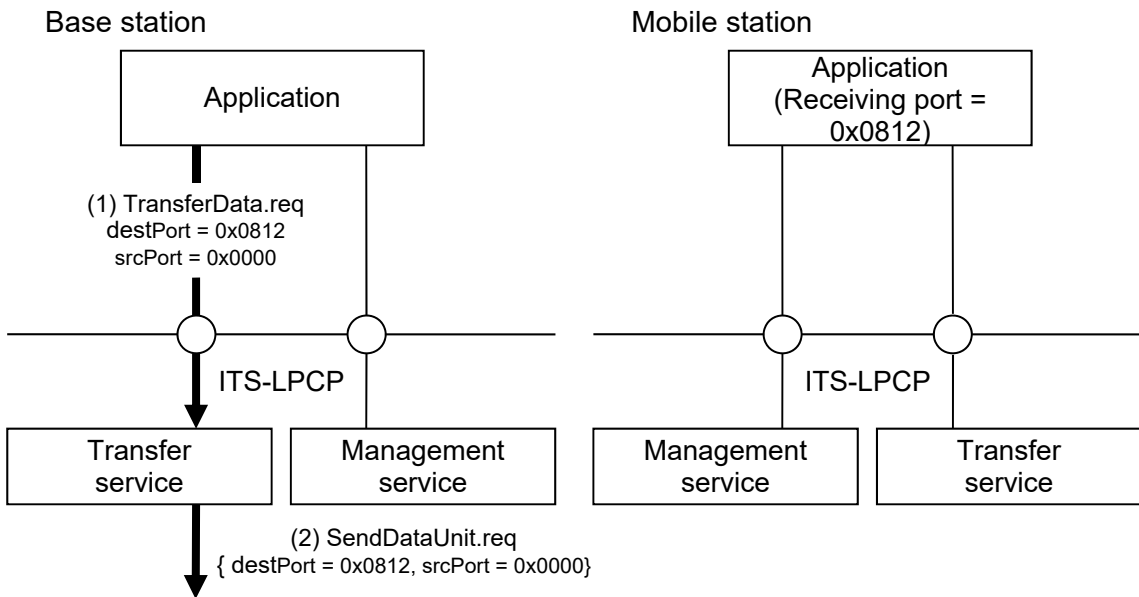 Base station
Mobile station
Application
Application
(Receiving port =
0x0812)
(1) TransferData.req
destPort = 0x0812
srcPort = 0x0000
ITS-LPCP
ITS-LPCP
Transfer
service
Management
service
Management
service
Transfer
service
(2) SendDataUnit.req
{ destPort = 0x0812, srcPort = 0x0000}